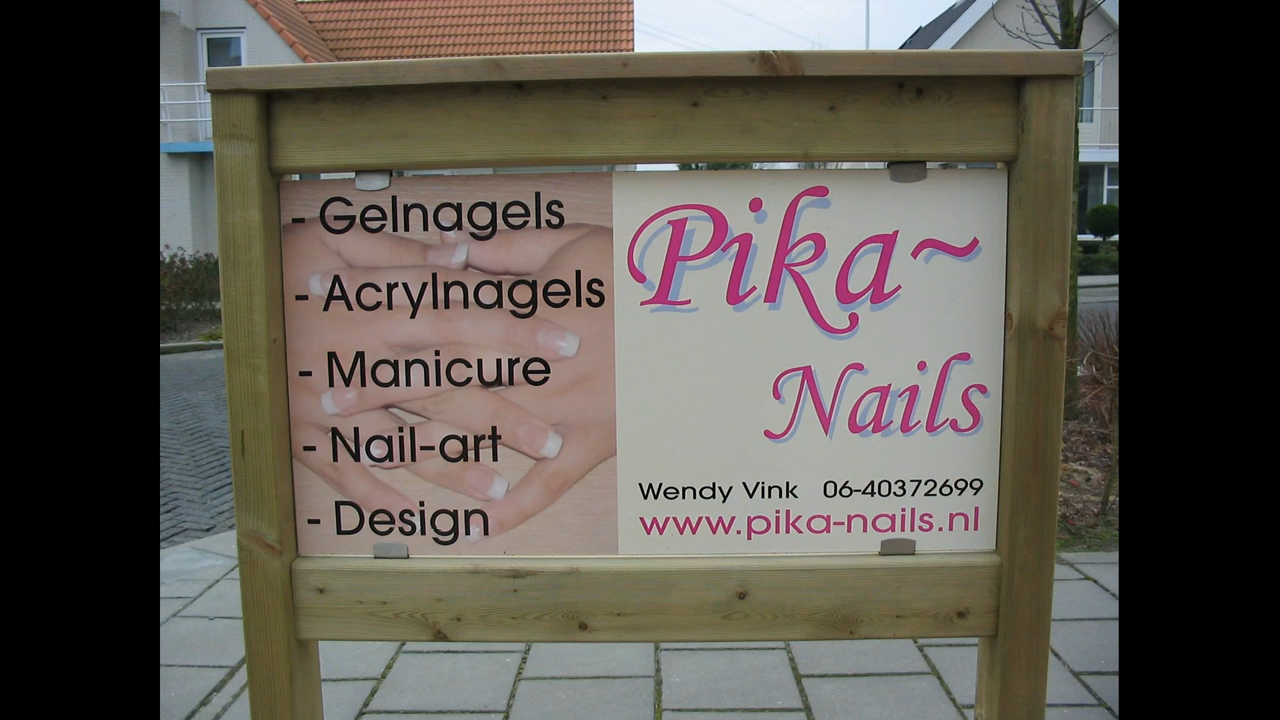 - Gelnagels
- Acrylnagels
- Manicure
- Nail-art
- Design
Pika~
Nails
Wendy Vink 06-40372699
www.pika-nails.nl